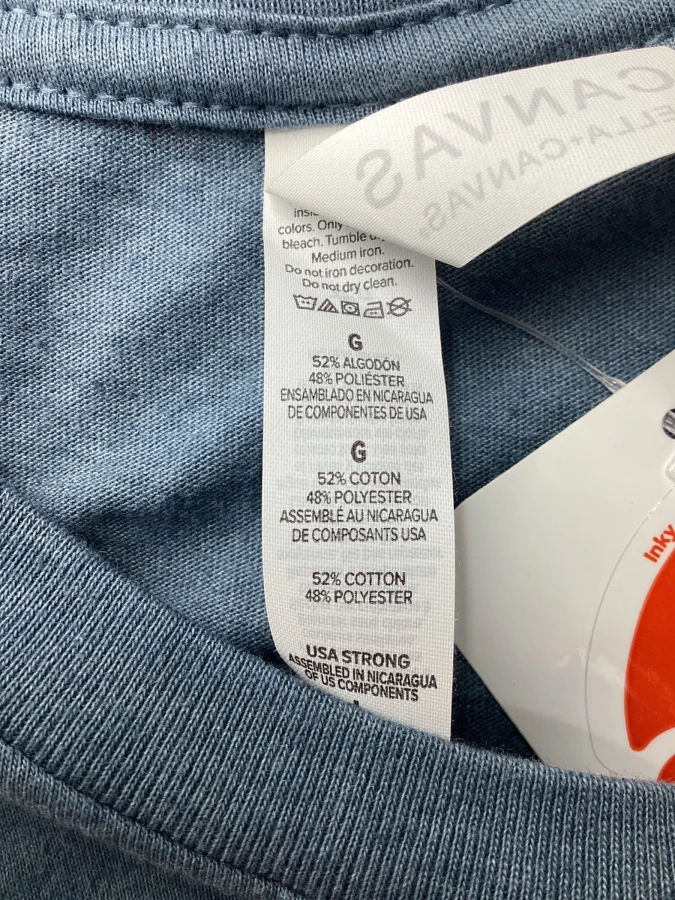 CANVAS
BELLA+CANVAS®
colors. Only
bleach. Tumble
Medium iron.
Do not iron decoration.
Do not dry clean.
G
52% ALGODÓN
48% POLIÉSTER
ENSAMBLADO EN NICARAGUA
DE COMPONENTES DE USA
G
52% COTON
48% POLYESTER
ASSEMBLÉ AU NICARAGUA
DE COMPOSANTS USA
52% COTTON
48% POLYESTER
USA STRONG
ASSEMBLED IN NICARAGUA
OF US COMPONENTS
Inky